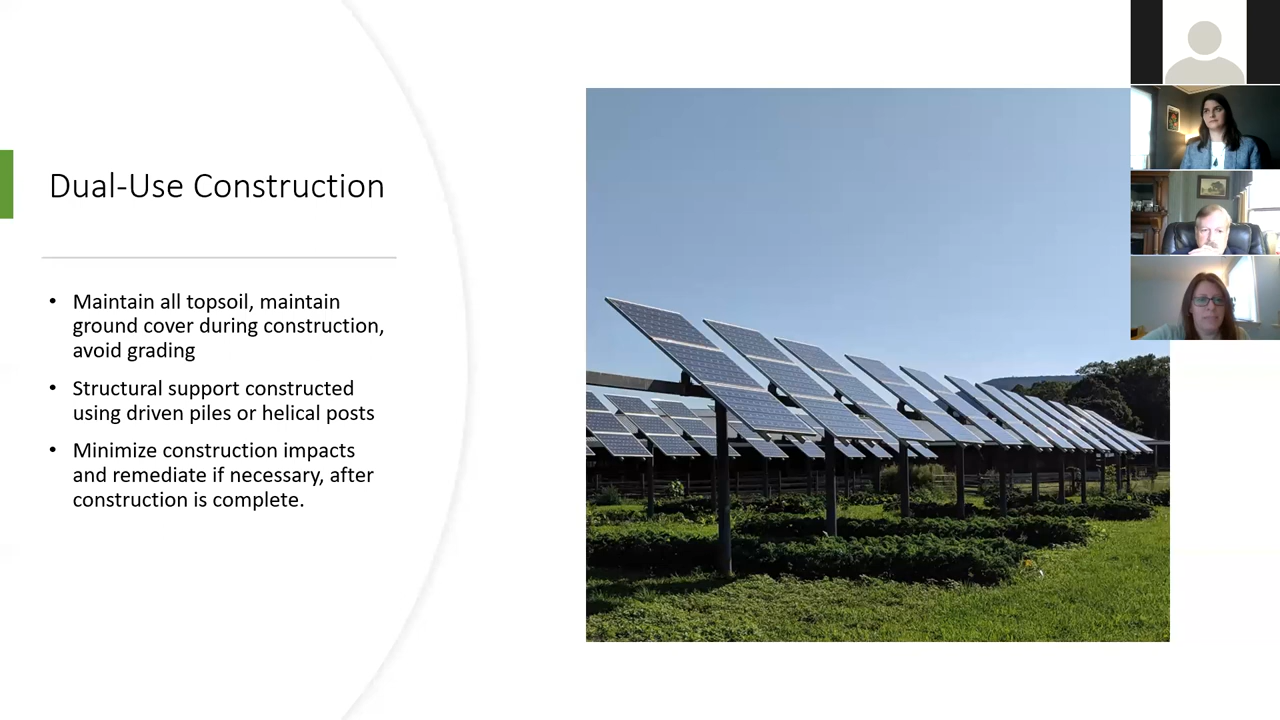 Dual-Use Construction
• Maintain all topsoil, maintain
ground cover during construction,
avoid grading
• Structural support constructed
using driven piles or helical posts
• Minimize construction impacts
and remediate if necessary, after
construction is complete.